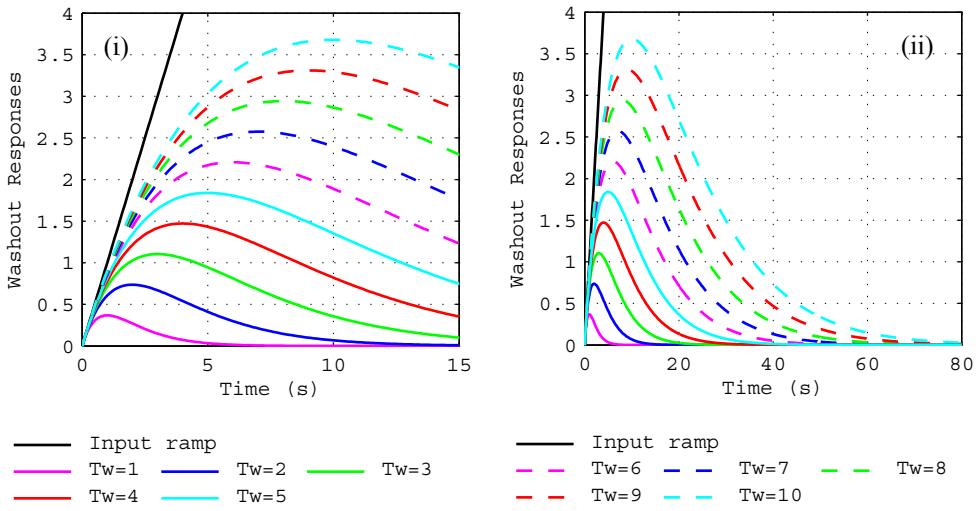 (i)
Washout Responses
4
3.5
3
2.5
2
1.5
1
0.5
0
0 5 10 15
Time (s)
(ii)
Washout Responses
4
3.5
3
2.5
2
1.5
1
0.5
0
0 20 40 60 80
Time (s)
Input ramp
Tw=1 Tw=2 Tw=3
Tw=4 Tw=5
Input ramp
Tw=6 Tw=7 Tw=8
Tw=9 Tw=10